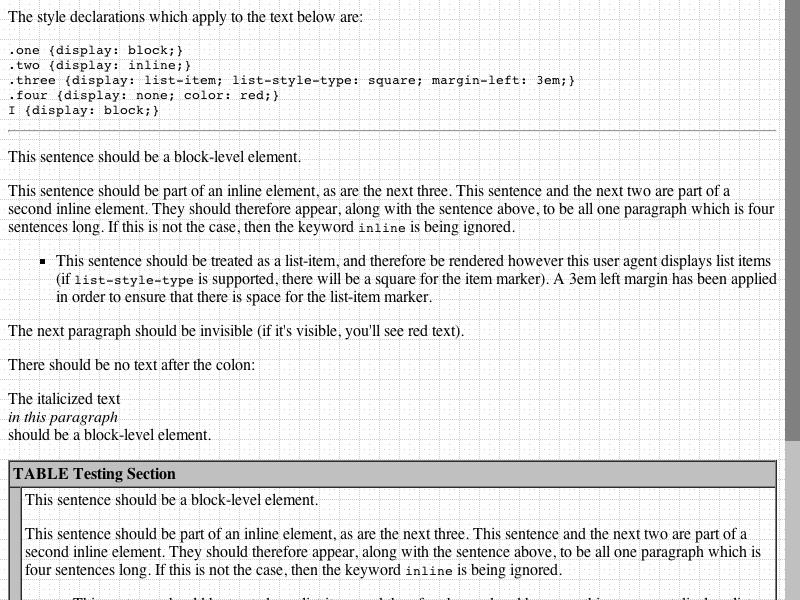 The style declarations which apply to the text below are:
.one {display: block;}
.two {display: inline;}
.three {display: list-item; list-style-type: square; margin-left: 3em;}
.four {display: none; color: red;}
I {display: block;}
This sentence should be a block-level element.
This sentence should be part of an inline element, as are the next three. This sentence and the next two are part of a
second inline element. They should therefore appear, along with the sentence above, to be all one paragraph which is four
sentences long. If this is not the case, then the keyword inline is being ignored.
This sentence should be treated as a list-item, and therefore be rendered however this user agent displays list items
(if list-style-type is supported, there will be a square for the item marker). A 3em left margin has been applied
in order to ensure that there is space for the list-item marker.
The next paragraph should be invisible (if it's visible, you'll see red text).
There should be no text after the colon:
The italicized text
in this paragraph
should be a block-level element.
TABLE Testing Section
This sentence should be a block-level element.
This sentence should be part of an inline element, as are the next three. This sentence and the next two are part of a
second inline element. They should therefore appear, along with the sentence above, to be all one paragraph which is
four sentences long. If this is not the case, then the keyword inline is being ignored.